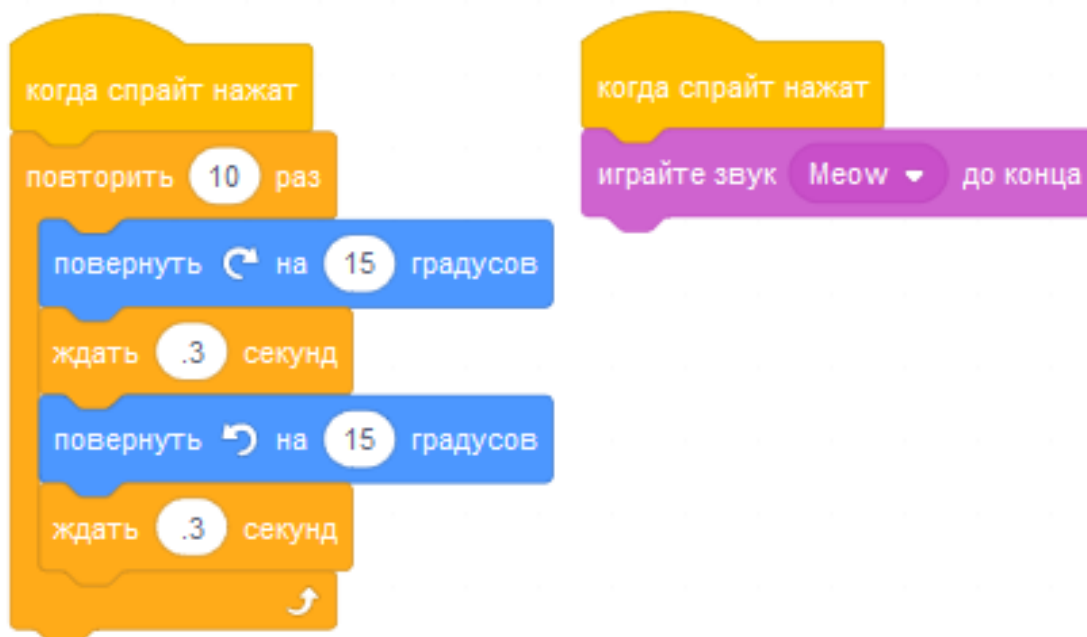 когда спрайт нажат
повторить 10 раз
повернуть на 15 градусов
ждать .3 секунд
повернуть на 15 градусов
ждать .3 секунд
когда спрайт нажат
играйте звук Meow до конца